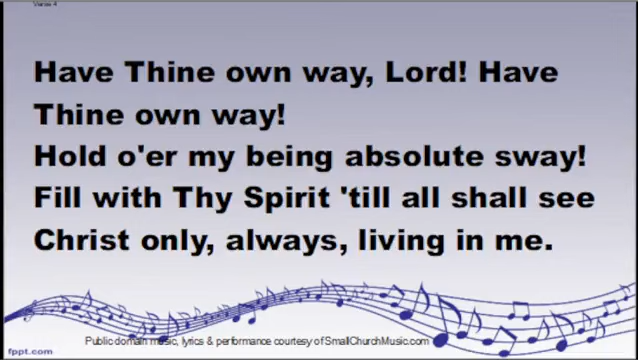 Verse 4
Have Thine own way, Lord! Have
Thine own way!
Hold o'er my being absolute sway!
Fill with Thy Spirit 'till all shall see
Christ only, always, living in me.
Public domain music, lyrics & performance courtesy of SmallChurchMusic.com
fppt.com